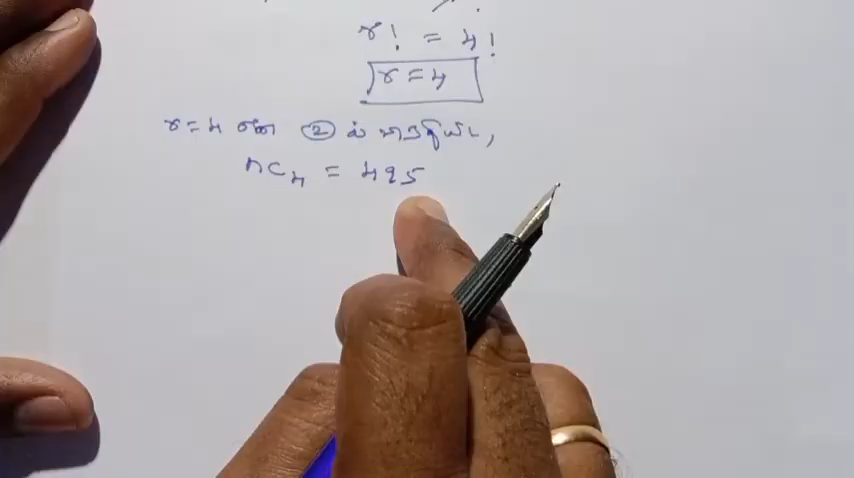 r! = 4!
r = 4
r = 4 என ② ல் பிரதியிட,
nC₄ = 495